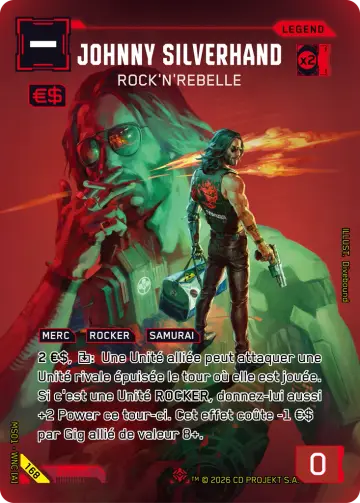 LEGEND
JOHNNY SILVERHAND
x2
ROCK'N'REBELLE
€$
ILLUST. Divebound
MERC ROCKER SAMURAI
2 €$, : Une Unité alliée peut attaquer une
Unité rivale épuisée le tour où elle est jouée.
Si c'est une Unité ROCKER, donnez-lui aussi
+2 Power ce tour-ci. Cet effet coûte -1 €$
par Gig allié de valeur 8+.
168
™ © 2026 CD PROJEKT S.A.
0